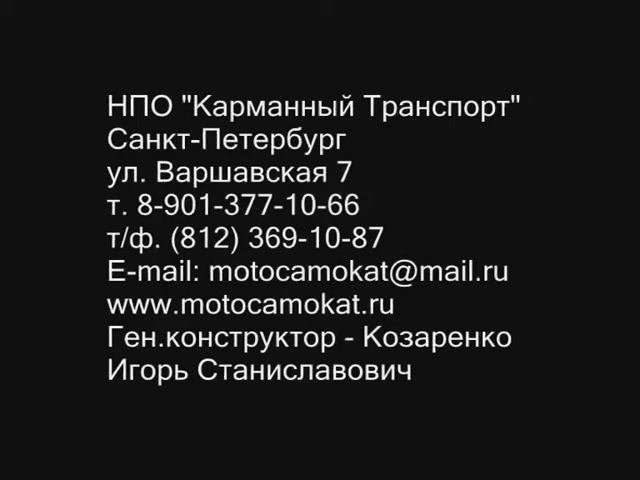 НПО "Карманный Транспорт"
Санкт-Петербург
ул. Варшавская 7
т. 8-901-377-10-66
т/ф. (812) 369-10-87
E-mail: motocamokat@mail.ru
www.motocamokat.ru
Ген.конструктор - Козаренко
Игорь Станиславович